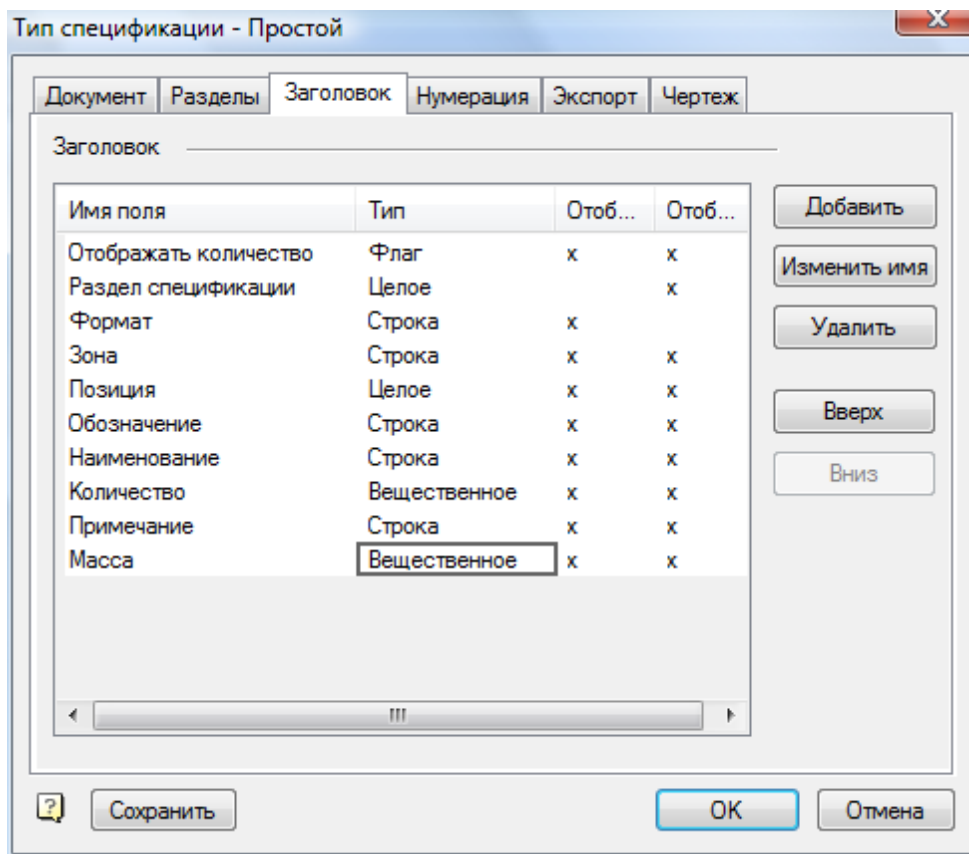 Тип спецификации - Простой
Документ Разделы Заголовок Нумерация Экспорт Чертеж
Заголовок
Имя поля Тип Отоб... Отоб... Добавить
Отображать количество Флаг x x Изменить имя
Раздел спецификации Целое x
Формат Строка x Удалить
Зона Строка x x
Позиция Целое x x
Обозначение Строка x x Вверх
Наименование Строка x x
Количество Вещественное x x Вниз
Примечание Строка x x
Масса Вещественное x x
? Сохранить OK Отмена